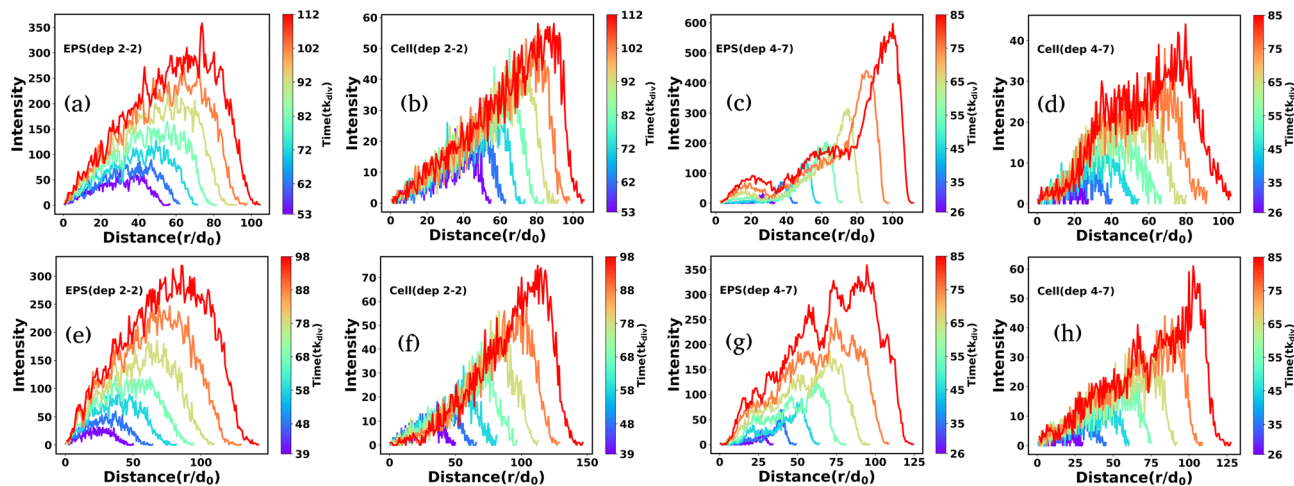 350
300
250
200
150
100
50
0
Intensity
EPS(dep 2-2)
(a)
0 20 40 60 80 100
Distance(r/d0)
112
102
92
82
72
62
53
Time(tkdiv)
60
50
40
30
20
10
0
Intensity
Cell(dep 2-2)
(b)
0 20 40 60 80 100
Distance(r/d0)
112
102
92
82
72
62
53
Time(tkdiv)
600
500
400
300
200
100
0
Intensity
EPS(dep 4-7)
(c)
0 20 40 60 80 100
Distance(r/d0)
85
75
65
55
45
35
26
Time(tkdiv)
40
30
20
10
0
Intensity
Cell(dep 4-7)
(d)
0 20 40 60 80 100
Distance(r/d0)
85
75
65
55
45
35
26
Time(tkdiv)
300
250
200
150
100
50
0
Intensity
EPS(dep 2-2)
(e)
0 50 100
Distance(r/d0)
98
88
78
68
58
49
39
Time(tkdiv)
70
60
50
40
30
20
10
0
Intensity
Cell(dep 2-2)
(f)
0 50 100 150
Distance(r/d0)
98
88
78
68
58
49
39
Time(tkdiv)
350
300
250
200
150
100
50
0
Intensity
EPS(dep 4-7)
(g)
0 25 50 75 100 125
Distance(r/d0)
85
75
65
55
45
35
26
Time(tkdiv)
60
50
40
30
20
10
0
Intensity
Cell(dep 4-7)
(h)
0 25 50 75 100 125
Distance(r/d0)
85
75
65
55
45
35
26
Time(tkdiv)